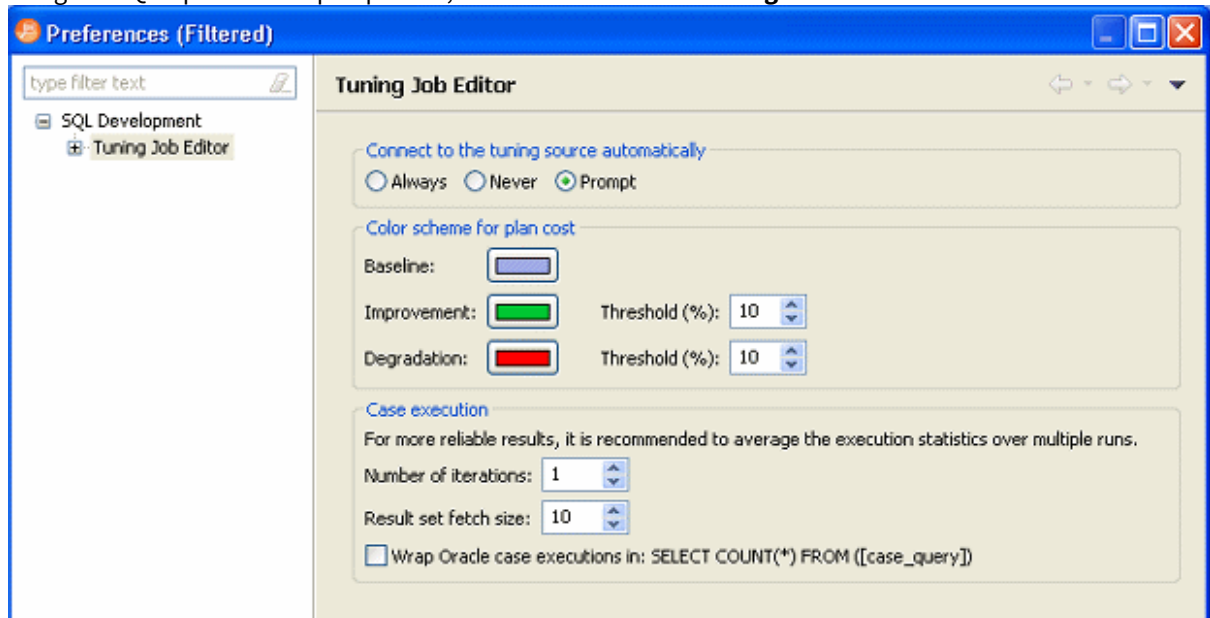 Preferences (Filtered)
type filter text
SQL Development
Tuning Job Editor
Tuning Job Editor
Connect to the tuning source automatically
Always Never Prompt
Color scheme for plan cost
Baseline:
Improvement: Threshold (%): 10
Degradation: Threshold (%): 10
Case execution
For more reliable results, it is recommended to average the execution statistics over multiple runs.
Number of iterations: 1
Result set fetch size: 10
Wrap Oracle case executions in: SELECT COUNT(*) FROM ([case_query])